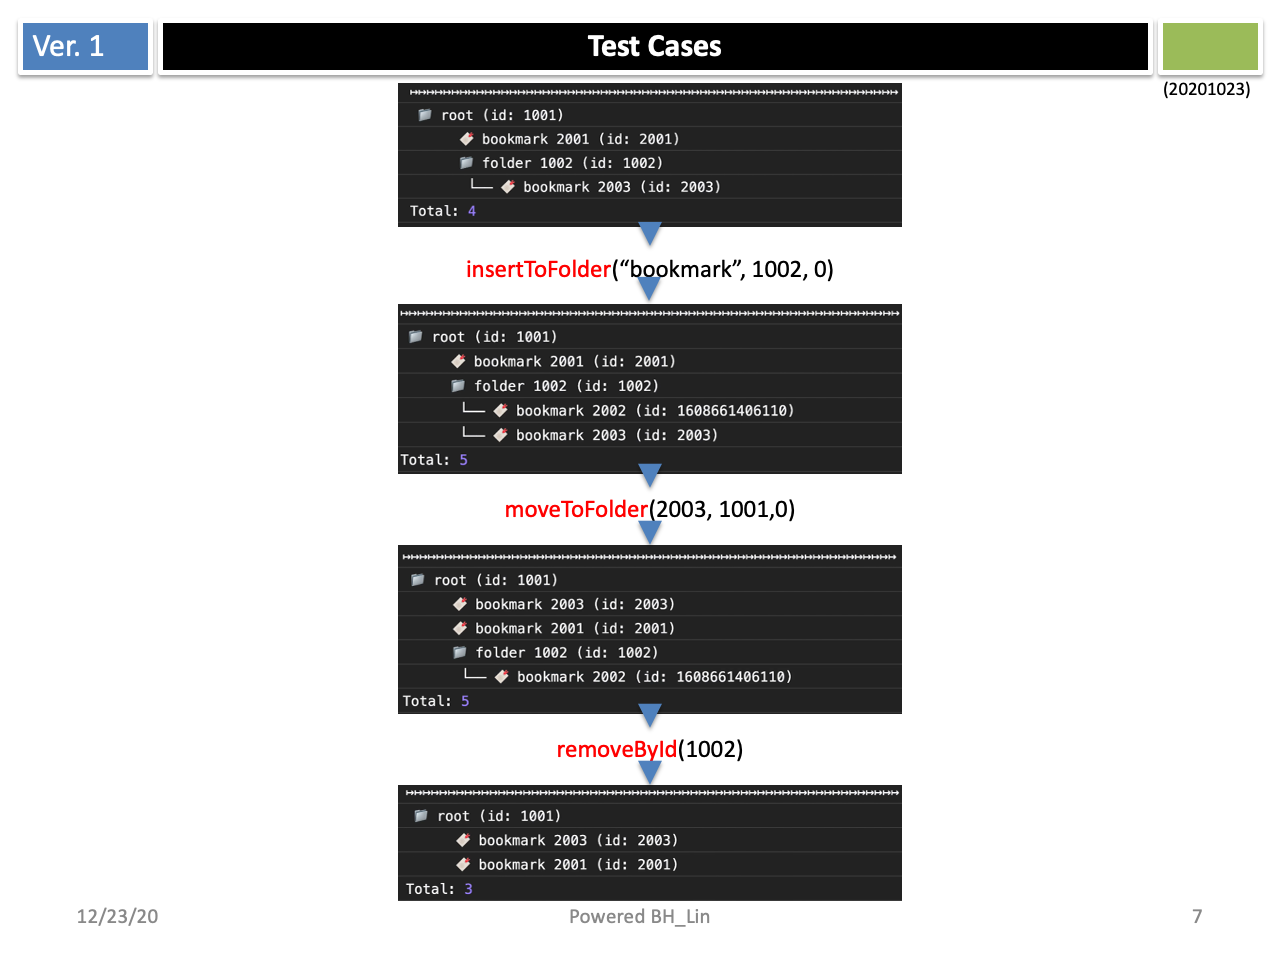 Ver. 1
Test Cases
(20201023)
↦↦↦↦↦↦↦↦↦↦↦↦↦↦↦↦↦↦↦↦↦↦↦↦↦↦↦↦↦↦↦↦↦↦↦↦↦↦↦↦↦↦↦↦↦↦↦↦↦↦↦↦↦↦↦↦↦↦↦↦
root (id: 1001)
bookmark 2001 (id: 2001)
folder 1002 (id: 1002)
└── bookmark 2003 (id: 2003)
Total: 4
insertToFolder(“bookmark”, 1002, 0)
↦↦↦↦↦↦↦↦↦↦↦↦↦↦↦↦↦↦↦↦↦↦↦↦↦↦↦↦↦↦↦↦↦↦↦↦↦↦↦↦↦↦↦↦↦↦↦↦↦↦↦↦↦↦↦↦↦↦↦↦
root (id: 1001)
bookmark 2001 (id: 2001)
folder 1002 (id: 1002)
└── bookmark 2002 (id: 1608661406110)
└── bookmark 2003 (id: 2003)
Total: 5
moveToFolder(2003, 1001,0)
↦↦↦↦↦↦↦↦↦↦↦↦↦↦↦↦↦↦↦↦↦↦↦↦↦↦↦↦↦↦↦↦↦↦↦↦↦↦↦↦↦↦↦↦↦↦↦↦↦↦↦↦↦↦↦↦↦↦↦↦
root (id: 1001)
bookmark 2003 (id: 2003)
bookmark 2001 (id: 2001)
folder 1002 (id: 1002)
└── bookmark 2002 (id: 1608661406110)
Total: 5
removeById(1002)
↦↦↦↦↦↦↦↦↦↦↦↦↦↦↦↦↦↦↦↦↦↦↦↦↦↦↦↦↦↦↦↦↦↦↦↦↦↦↦↦↦↦↦↦↦↦↦↦↦↦↦↦↦↦↦↦↦↦↦↦
root (id: 1001)
bookmark 2003 (id: 2003)
bookmark 2001 (id: 2001)
Total: 3
12/23/20
Powered BH_Lin
7